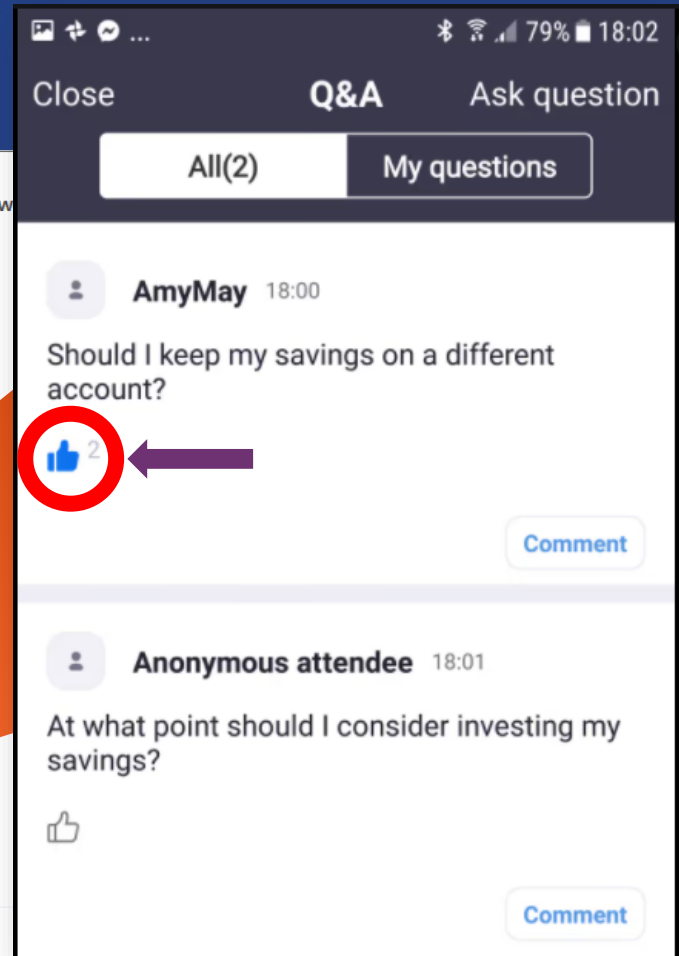 ... 79% 18:02
Close Q&A Ask question
All(2) My questions
w
AmyMay 18:00
Should I keep my savings on a different
account?
2
Comment
Anonymous attendee 18:01
At what point should I consider investing my
savings?
Comment